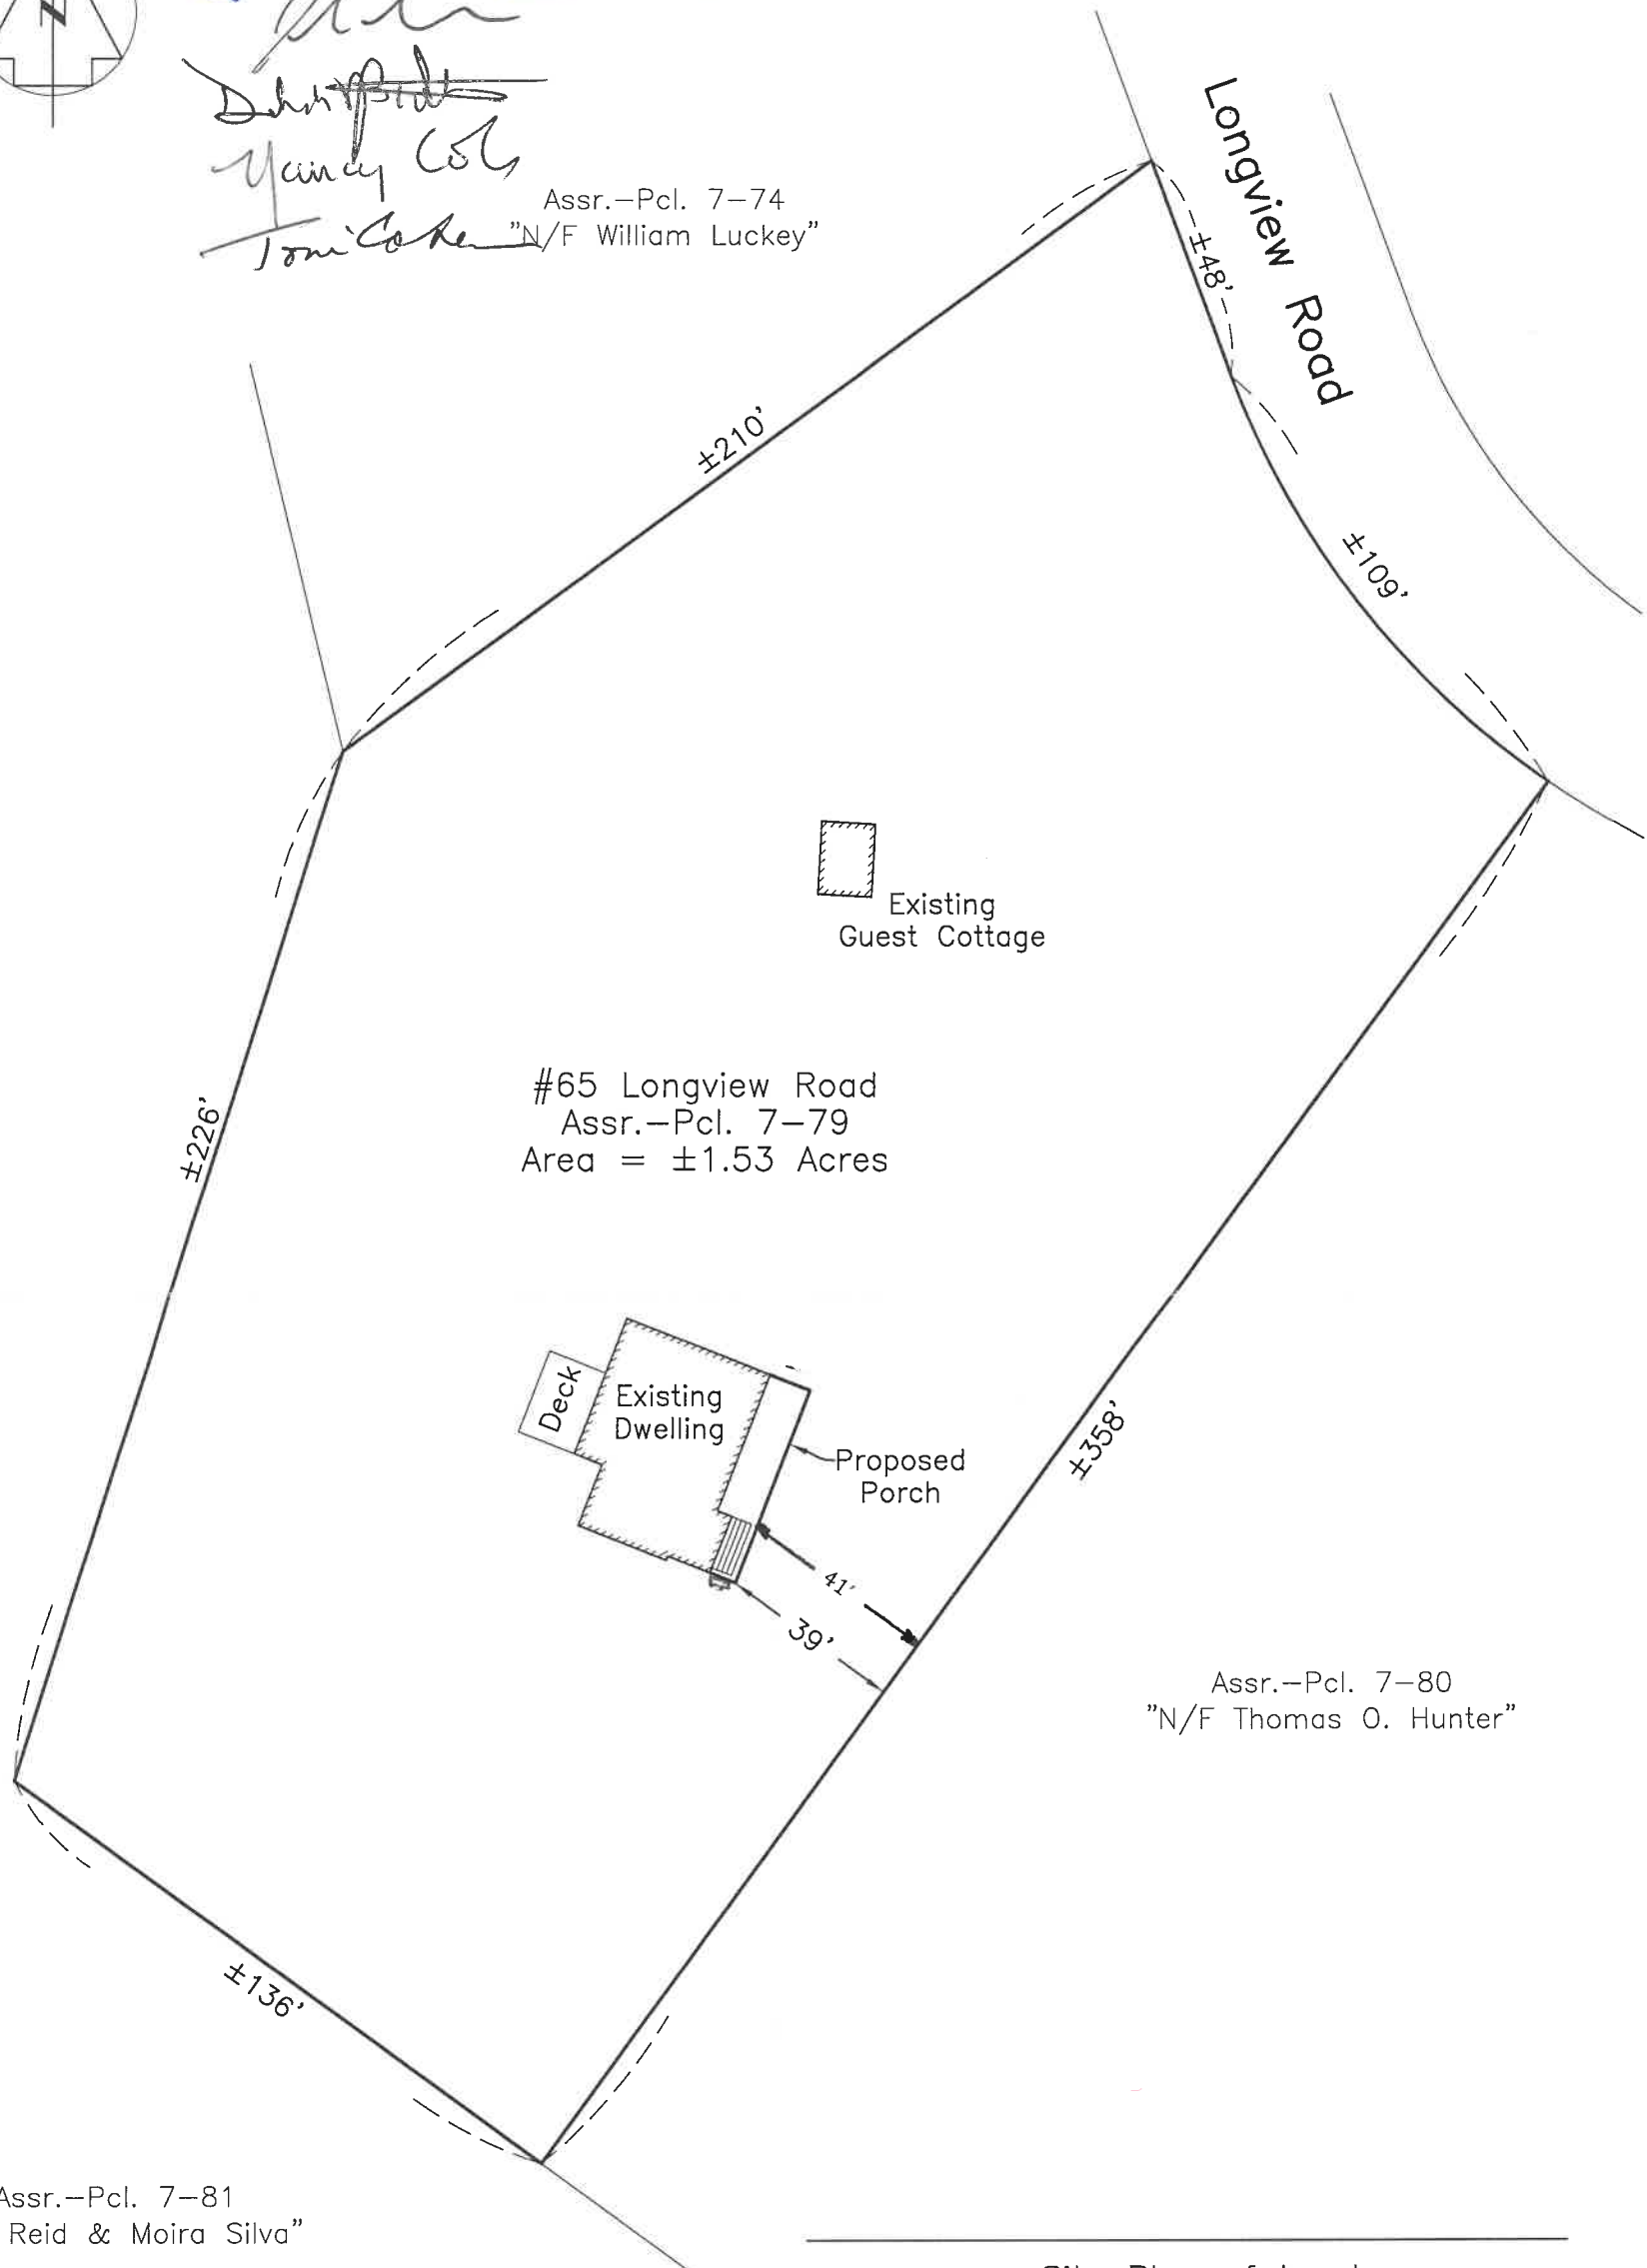 N
Nancy Cole
Assr.-Pcl. 7-74
"N/F William Luckey"
Longview Road
±48'
±210'
±109'
Existing
Guest Cottage
#65 Longview Road
Assr.-Pcl. 7-79
Area = ±1.53 Acres
±226'
Deck
Existing
Dwelling
Proposed
Porch
±358'
41'
39'
Assr.-Pcl. 7-80
"N/F Thomas O. Hunter"
±136'
Assr.-Pcl. 7-81
Reid & Moira Silva"